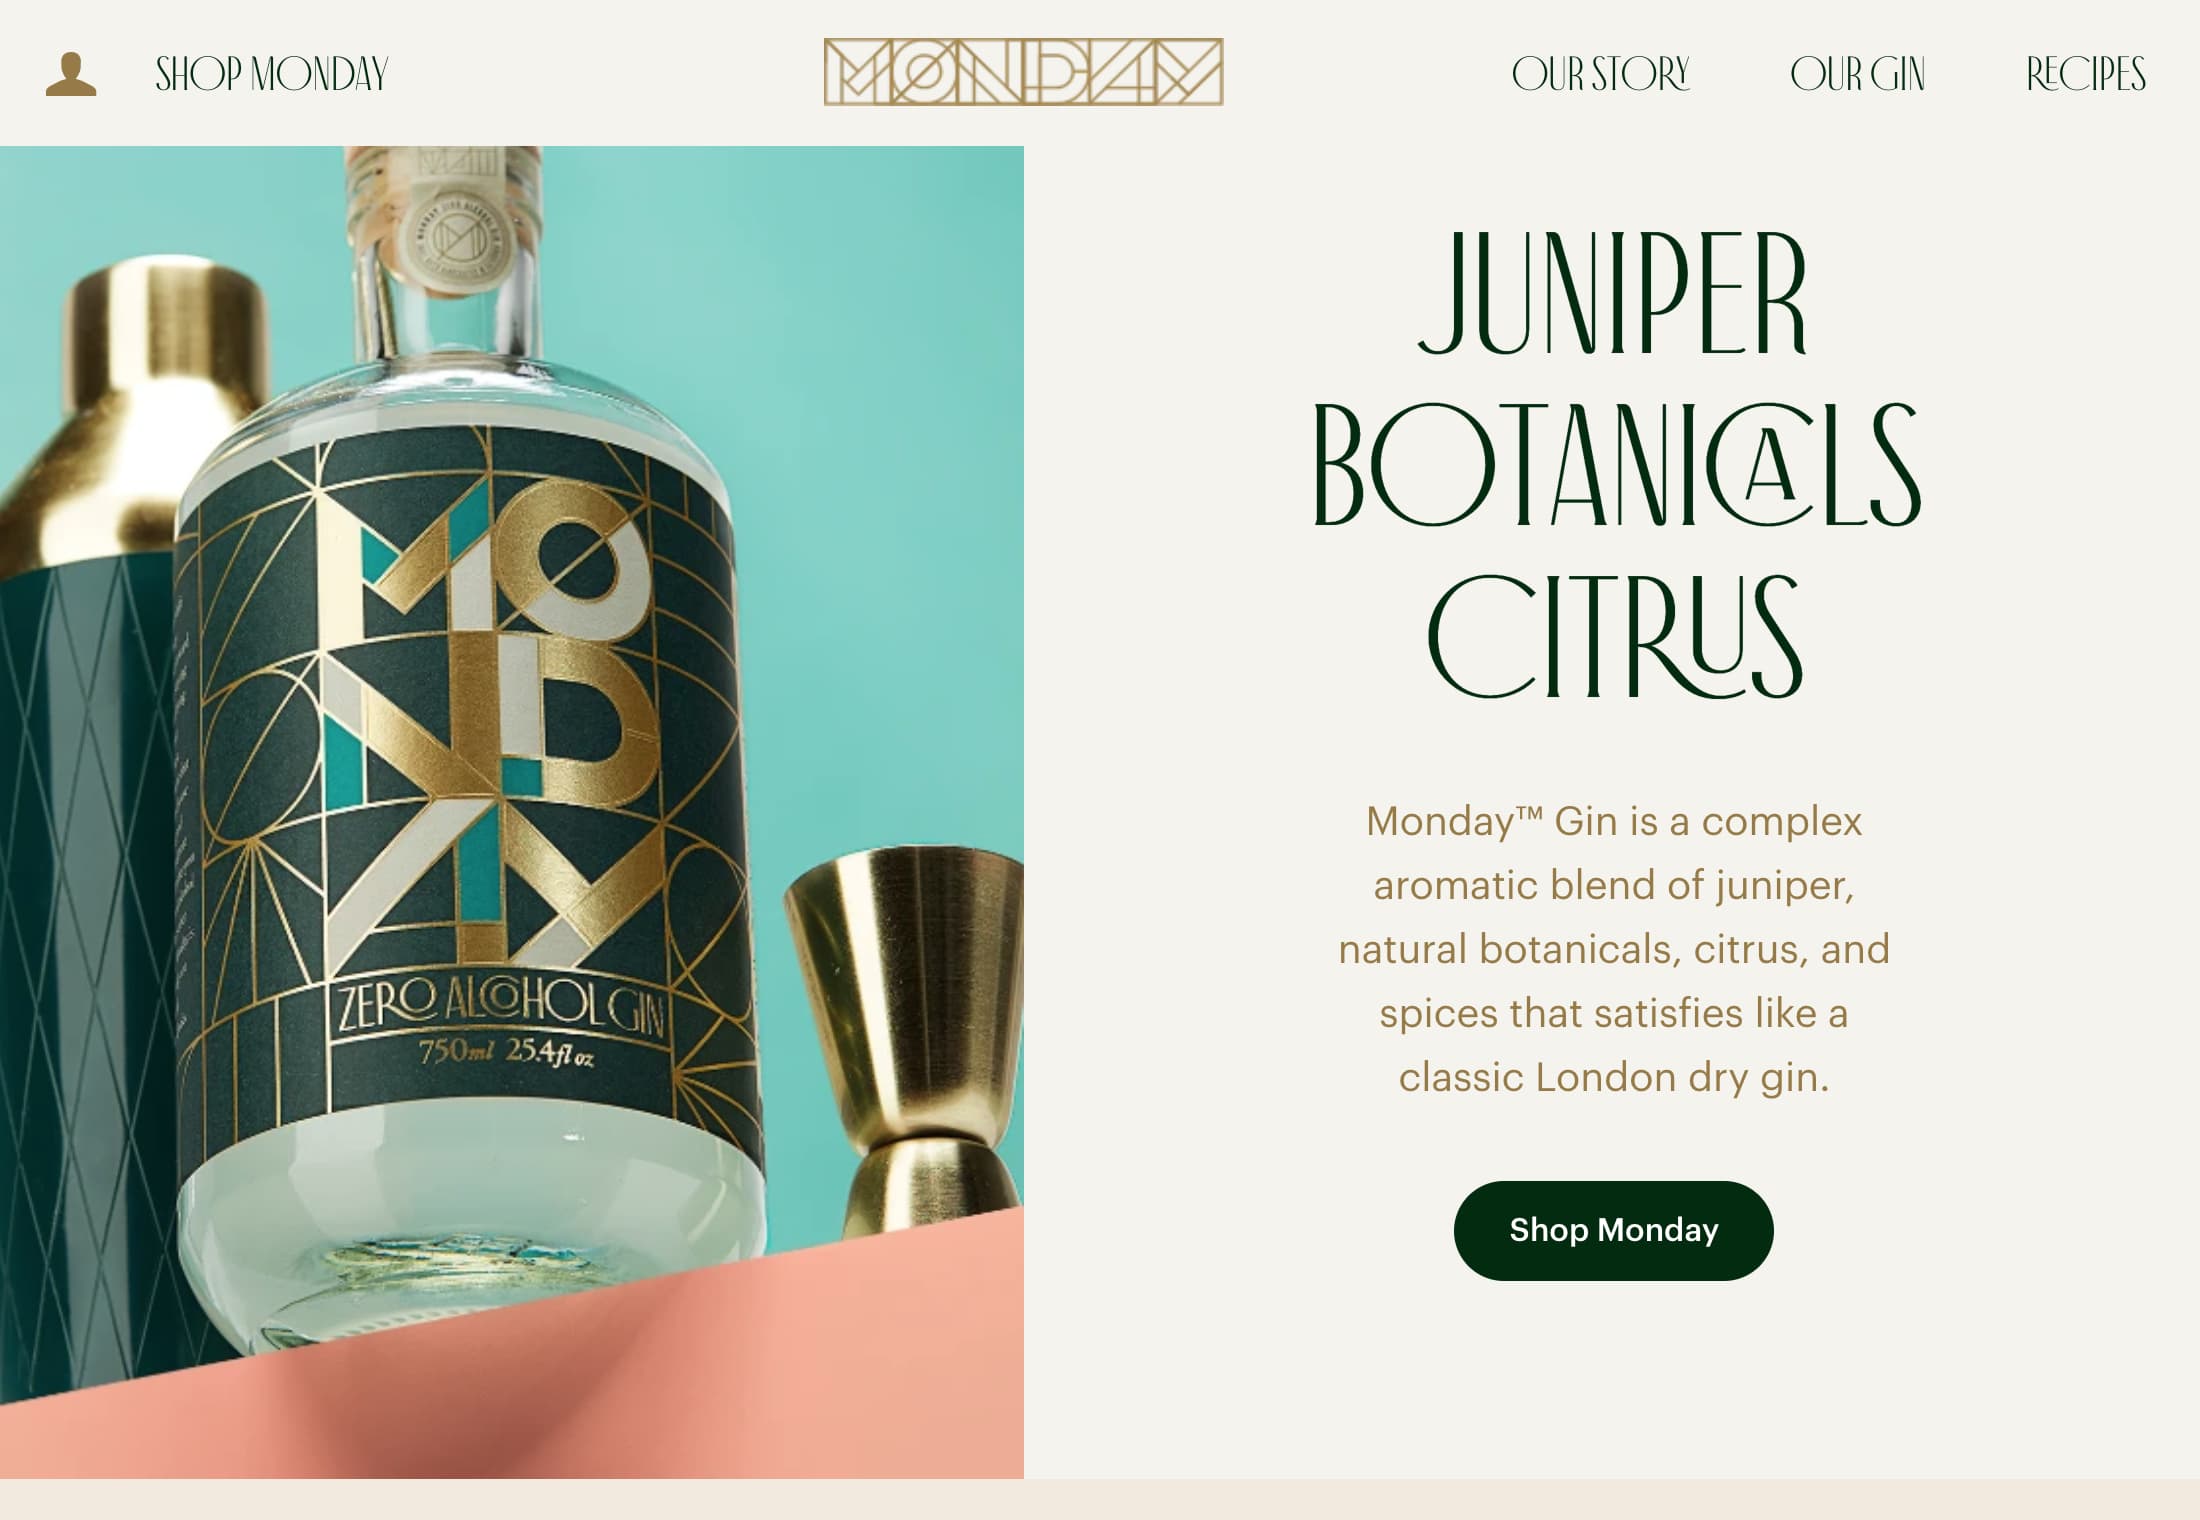 SHOP MONDAY
MONDAY
OUR STORY
OUR GIN
RECIPES
MONDAY
ZERO ALCOHOL GIN
750ml 25.4fl oz
JUNIPER
BOTANICALS
CITRUS
Monday™ Gin is a complex
aromatic blend of juniper,
natural botanicals, citrus, and
spices that satisfies like a
classic London dry gin.
Shop Monday